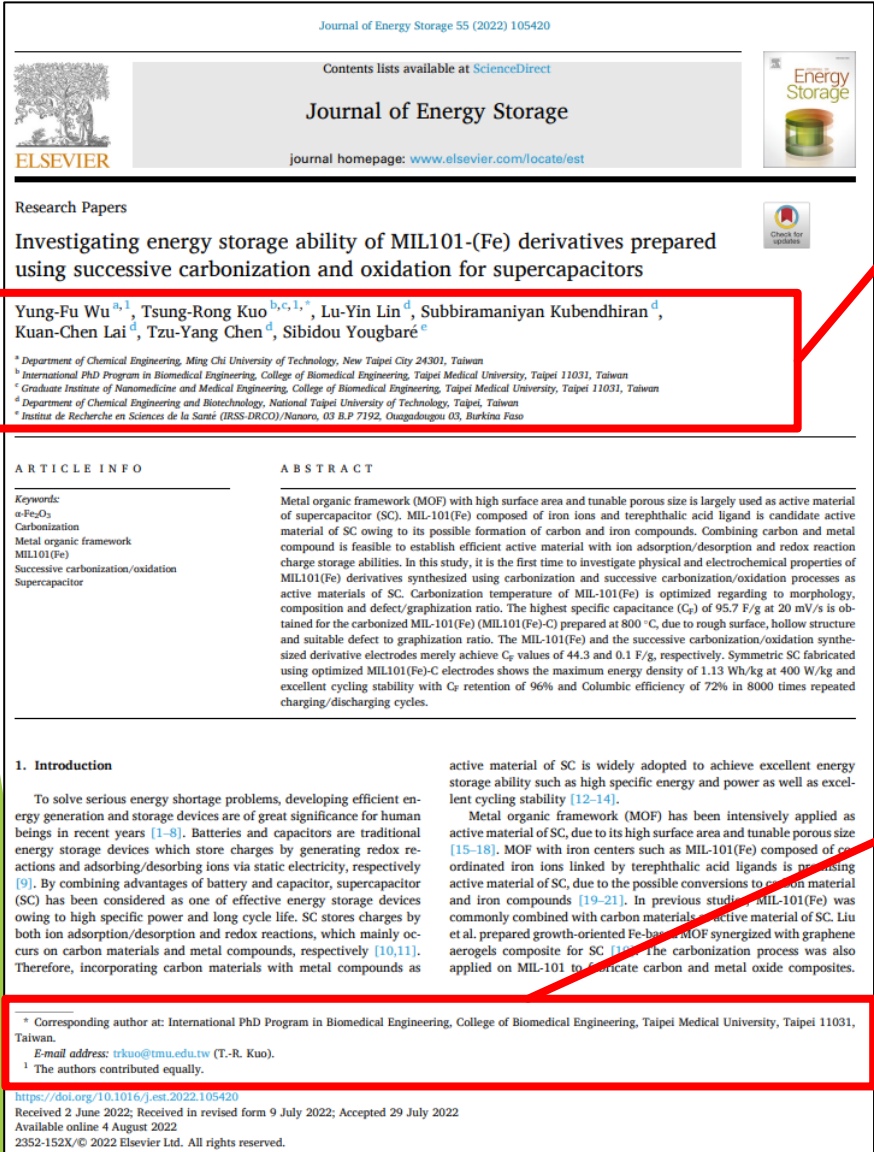 Journal of Energy Storage 55 (2022) 105420
Contents lists available at ScienceDirect
Journal of Energy Storage
journal homepage: www.elsevier.com/locate/est
ELSEVIER
Energy
Storage
Research Papers
Check for
updates
Investigating energy storage ability of MIL101-(Fe) derivatives prepared
using successive carbonization and oxidation for supercapacitors
Yung-Fu Wu a,1, Tsung-Rong Kuo b,c,1,*, Lu-Yin Lin d, Subbiramaniyan Kubendhiran d,
Kuan-Chen Lai d, Tzu-Yang Chen d, Sibidou Yougbaré e
a Department of Chemical Engineering, Ming Chi University of Technology, New Taipei City 24301, Taiwan
b International PhD Program in Biomedical Engineering, College of Biomedical Engineering, Taipei Medical University, Taipei 11031, Taiwan
c Graduate Institute of Nanomedicine and Medical Engineering, College of Biomedical Engineering, Taipei Medical University, Taipei 11031, Taiwan
d Department of Chemical Engineering and Biotechnology, National Taipei University of Technology, Taipei, Taiwan
e Institut de Recherche en Sciences de la Santé (IRSS-DRCO)/Nanoro, 03 B.P 7192, Ouagadougou 03, Burkina Faso
ARTICLE INFO
Keywords:
α-Fe₂O₃
Carbonization
Metal organic framework
MIL101(Fe)
Successive carbonization/oxidation
Supercapacitor
ABSTRACT
Metal organic framework (MOF) with high surface area and tunable porous size is largely used as active material
of supercapacitor (SC). MIL-101(Fe) composed of iron ions and terephthalic acid ligand is candidate active
material of SC owing to its possible formation of carbon and iron compounds. Combining carbon and metal
compound is feasible to establish efficient active material with ion adsorption/desorption and redox reaction
charge storage abilities. In this study, it is the first time to investigate physical and electrochemical properties of
MIL101(Fe) derivatives synthesized using carbonization and successive carbonization/oxidation processes as
active materials of SC. Carbonization temperature of MIL-101(Fe) is optimized regarding to morphology,
composition and defect/graphization ratio. The highest specific capacitance (CF) of 95.7 F/g at 20 mV/s is ob-
tained for the carbonized MIL-101(Fe) (MIL101(Fe)-C) prepared at 800 °C, due to rough surface, hollow structure
and suitable defect to graphization ratio. The MIL-101(Fe) and the successive carbonization/oxidation synthe-
sized derivative electrodes merely achieve CF values of 44.3 and 0.1 F/g, respectively. Symmetric SC fabricated
using optimized MIL101(Fe)-C electrodes shows the maximum energy density of 1.13 Wh/kg at 400 W/kg and
excellent cycling stability with CF retention of 96% and Columbic efficiency of 72% in 8000 times repeated
charging/discharging cycles.
1. Introduction
To solve serious energy shortage problems, developing efficient en-
ergy generation and storage devices are of great significance for human
beings in recent years [1–8]. Batteries and capacitors are traditional
energy storage devices which store charges by generating redox re-
actions and adsorbing/desorbing ions via static electricity, respectively
[9]. By combining advantages of battery and capacitor, supercapacitor
(SC) has been considered as one of effective energy storage devices
owing to high specific power and long cycle life. SC stores charges by
both ion adsorption/desorption and redox reactions, which mainly oc-
curs on carbon materials and metal compounds, respectively [10,11].
Therefore, incorporating carbon materials with metal compounds as
active material of SC is widely adopted to achieve excellent energy
storage ability such as high specific energy and power as well as excel-
lent cycling stability [12–14].
Metal organic framework (MOF) has been intensively applied as
active material of SC, due to its high surface area and tunable porous size
[15–18]. MOF with iron centers such as MIL-101(Fe) composed of co-
ordinated iron ions linked by terephthalic acid ligands is promising
active material of SC, due to the possible conversions to carbon material
and iron compounds [19–21]. In previous studies, MIL-101(Fe) was
commonly combined with carbon materials active material of SC. Liu
et al. prepared growth-oriented Fe-based MOF synergized with graphene
aerogels composite for SC The carbonization process was also
applied on MIL-101 to fabricate carbon and metal oxide composites.
* Corresponding author at: International PhD Program in Biomedical Engineering, College of Biomedical Engineering, Taipei Medical University, Taipei 11031,
Taiwan.
E-mail address: trkuo@tmu.edu.tw (T.-R. Kuo).
1 The authors contributed equally.
https://doi.org/10.1016/j.est.2022.105420
Received 2 June 2022; Received in revised form 9 July 2022; Accepted 29 July 2022
Available online 4 August 2022
2352-152X/© 2022 Elsevier Ltd. All rights reserved.